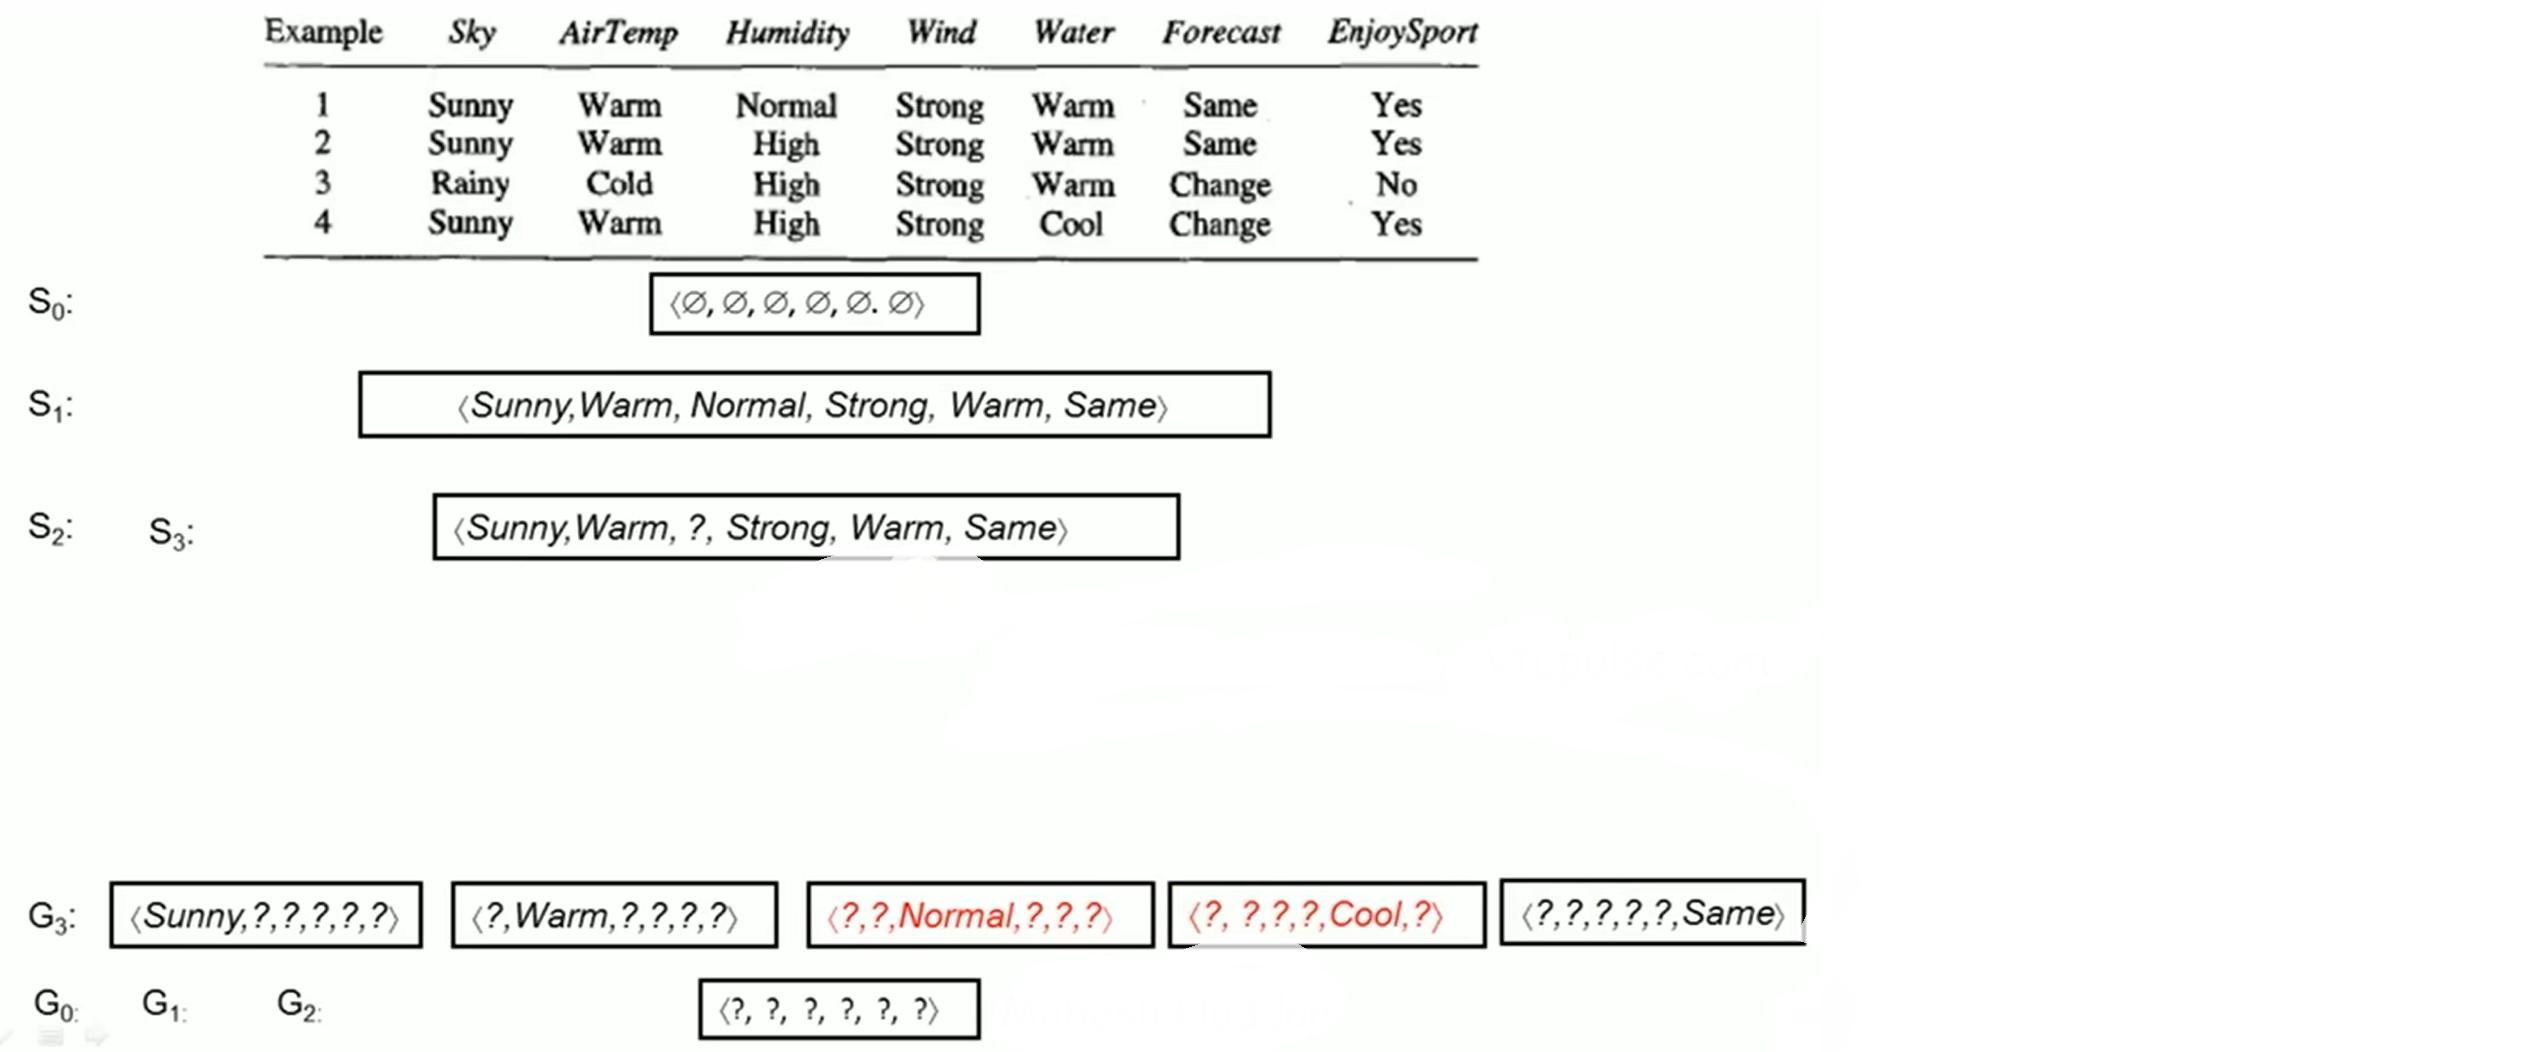 Example Sky AirTemp Humidity Wind Water Forecast EnjoySport
1 Sunny Warm Normal Strong Warm Same Yes
2 Sunny Warm High Strong Warm Same Yes
3 Rainy Cold High Strong Warm Change No
4 Sunny Warm High Strong Cool Change Yes
S₀: ⟨∅, ∅, ∅, ∅, ∅. ∅⟩
S₁: ⟨Sunny,Warm, Normal, Strong, Warm, Same⟩
S₂: S₃: ⟨Sunny,Warm, ?, Strong, Warm, Same⟩
G₃: ⟨Sunny,?,?,?,?,?⟩ ⟨?,Warm,?,?,?,?⟩ ⟨?,?,Normal,?,?,?⟩ ⟨?, ?,?,?,Cool,?⟩ ⟨?,?,?,?,?,Same⟩
G₀: G₁: G₂: ⟨?, ?, ?, ?, ?, ?⟩